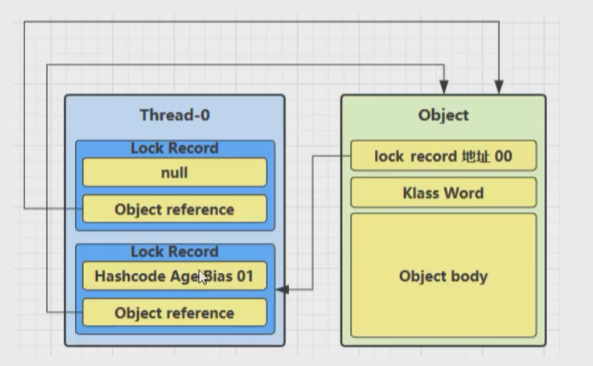 Thread-0
Lock Record
null
Object reference
Lock Record
Hashcode Age Bias 01
Object reference
Object
lock record 地址 00
Klass Word
Object body